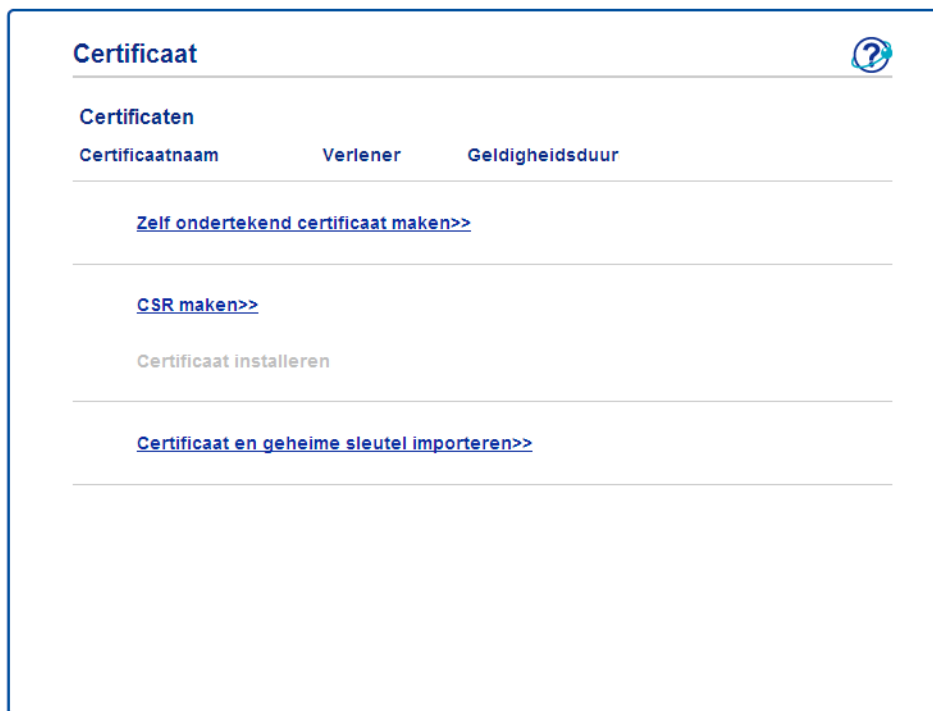 Certificaat
Certificaten
Certificaatnaam Verlener Geldigheidsduur
Zelf ondertekend certificaat maken>>
CSR maken>>
Certificaat installeren
Certificaat en geheime sleutel importeren>>